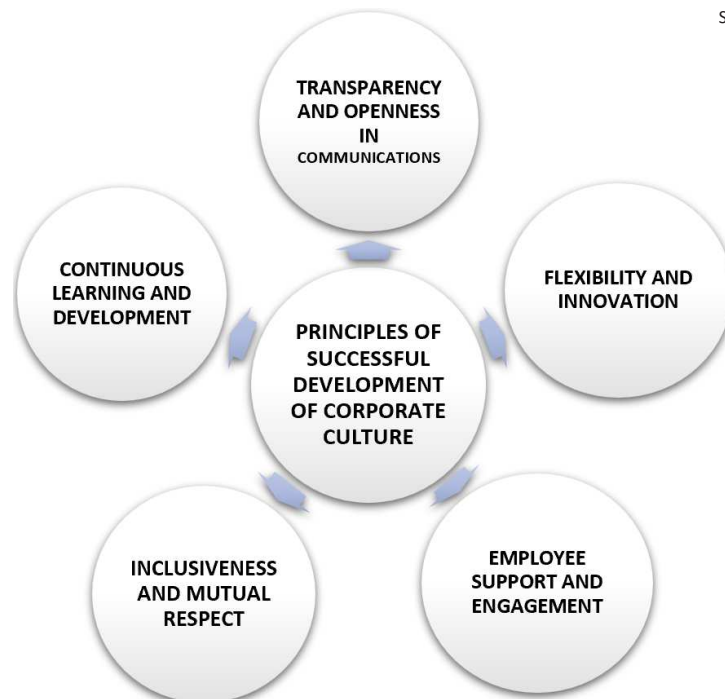 S
TRANSPARENCY
AND OPENNESS
IN
COMMUNICATIONS
CONTINUOUS
LEARNING AND
DEVELOPMENT
FLEXIBILITY AND
INNOVATION
PRINCIPLES OF
SUCCESSFUL
DEVELOPMENT
OF CORPORATE
CULTURE
INCLUSIVENESS
AND MUTUAL
RESPECT
EMPLOYEE
SUPPORT AND
ENGAGEMENT